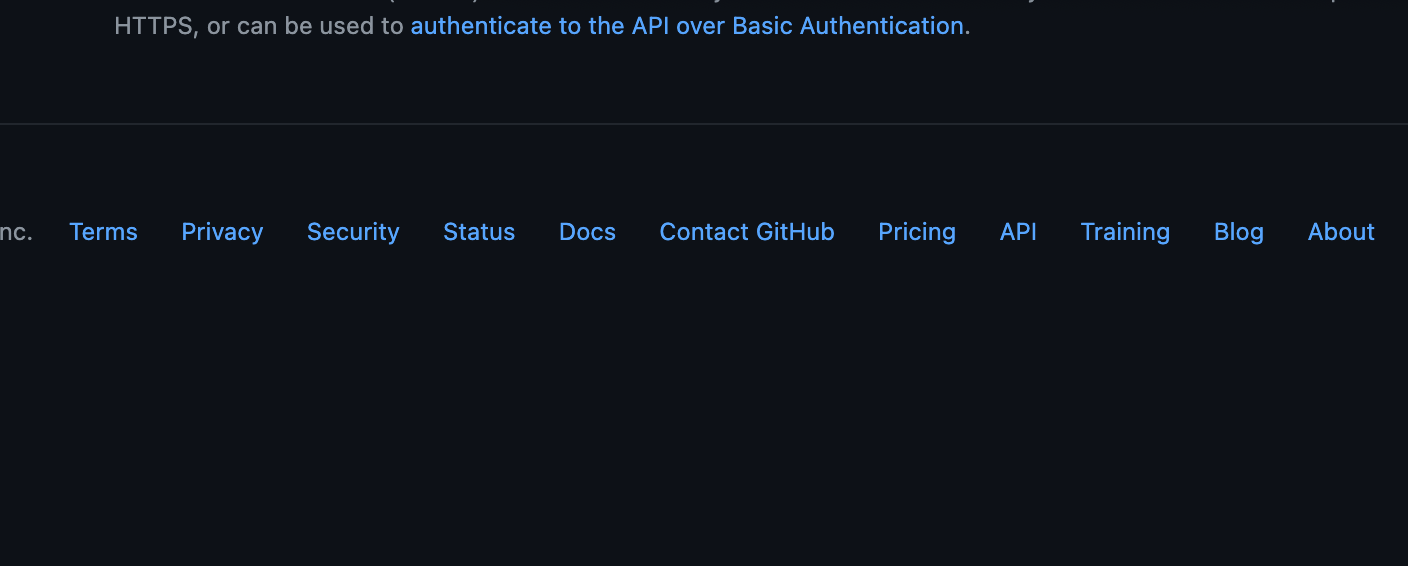 HTTPS, or can be used to authenticate to the API over Basic Authentication.
nc. Terms Privacy Security Status Docs Contact GitHub Pricing API Training Blog About